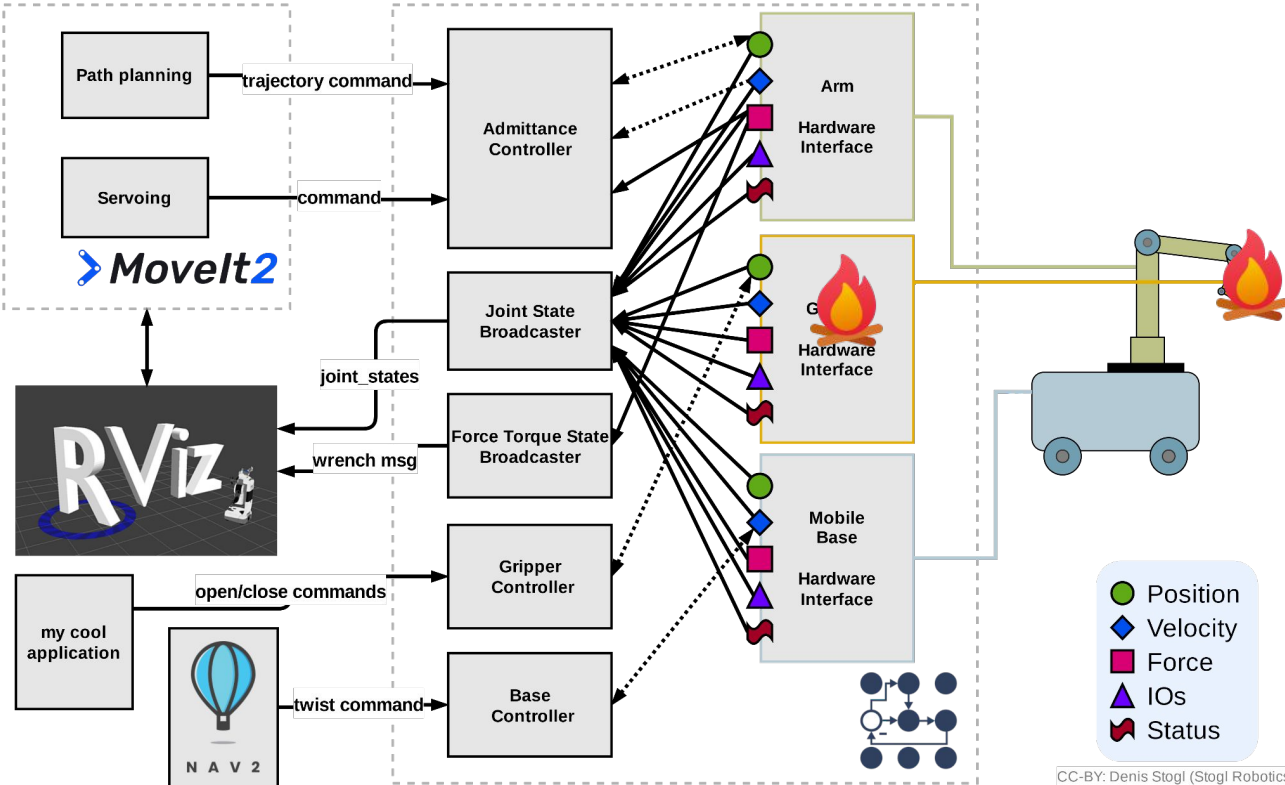 Path planning
trajectory command
Servoing
command
MoveIt2
Admittance
Controller
Arm
Hardware
Interface
Joint State
Broadcaster
joint_states
Hardware
Interface
RViz
Force Torque State
Broadcaster
wrench msg
Gripper
Controller
Mobile
Base
Hardware
Interface
open/close commands
my cool
application
NAV2
twist command
Base
Controller
Position
Velocity
Force
IOs
Status
CC-BY: Denis Stogl (Stogl Robotics